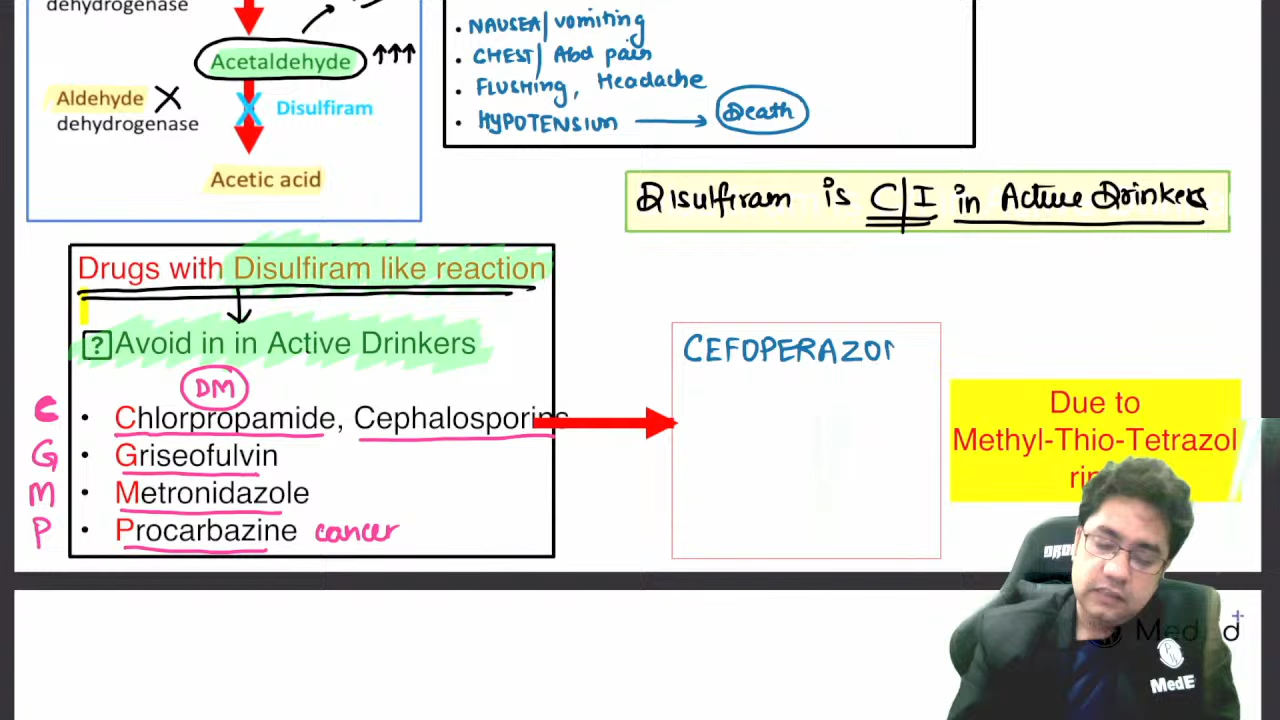 dehydrogenase
Acetaldehyde ↑↑↑
Aldehyde
dehydrogenase
Disulfiram
Acetic acid
• NAUSEA/ vomiting
• CHEST/ Abd pain
• FLUSHING, Headache
• HYPOTENSION → Death
Disulfiram is C/I in Active Drinkers
Drugs with Disulfiram like reaction
? Avoid in in Active Drinkers
DM
C • Chlorpropamide, Cephalosporins
G • Griseofulvin
M • Metronidazole
P • Procarbazine cancer
CEFOPERAZON
Due to
Methyl-Thio-Tetrazol
MedE